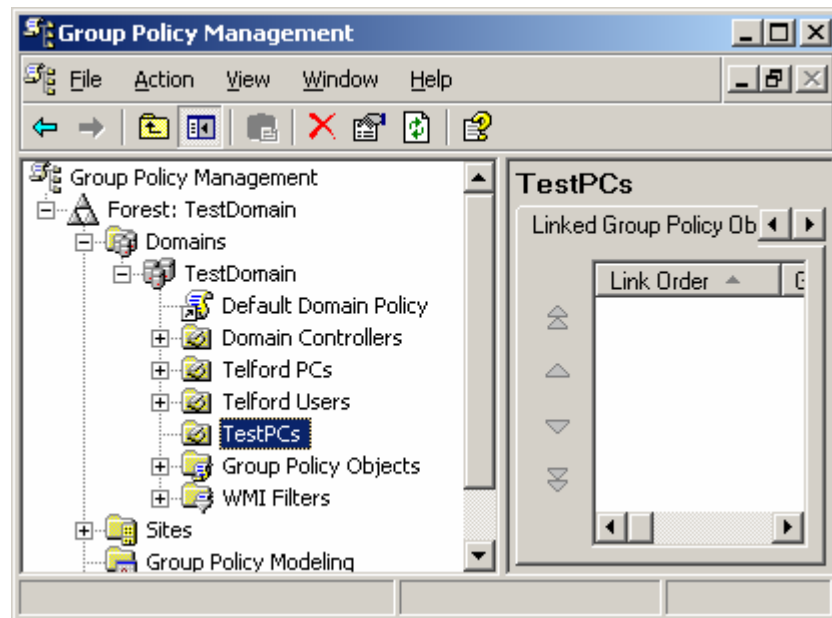 Group Policy Management
File Action View Window Help
Group Policy Management
Forest: TestDomain
Domains
TestDomain
Default Domain Policy
Domain Controllers
Telford PCs
Telford Users
TestPCs
Group Policy Objects
WMI Filters
Sites
Group Policy Modeling
TestPCs
Linked Group Policy Ob
Link Order G